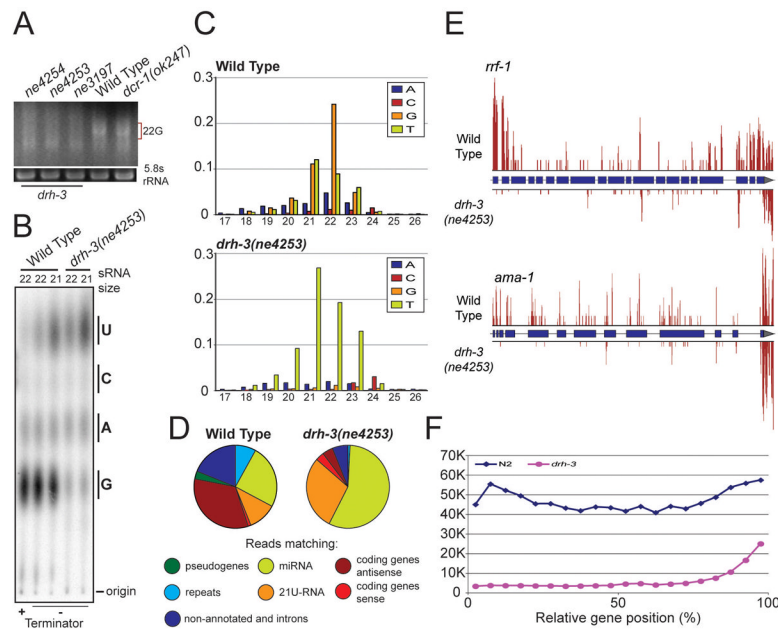 A
ne4254
ne4253
ne3197
Wild Type
dcr-1(ok247)
22G
5.8s
rRNA
drh-3
B
Wild Type
drh-3(ne4253)
22 22 21 22 21
sRNA
size
U
C
A
G
origin
+ -
Terminator
C
Wild Type
0.3
0.2
0.1
0
A
C
G
T
17 18 19 20 21 22 23 24 25 26
drh-3(ne4253)
0.3
0.2
0.1
0
A
C
G
T
17 18 19 20 21 22 23 24 25 26
D
Wild Type
drh-3(ne4253)
Reads matching:
pseudogenes
miRNA
coding genes
antisense
repeats
21U-RNA
coding genes
sense
non-annotated and introns
E
rrf-1
Wild
Type
drh-3
(ne4253)
ama-1
Wild
Type
drh-3
(ne4253)
F
70K
60K
50K
40K
30K
20K
10K
0
N2
drh-3
0 50 100
Relative gene position (%)